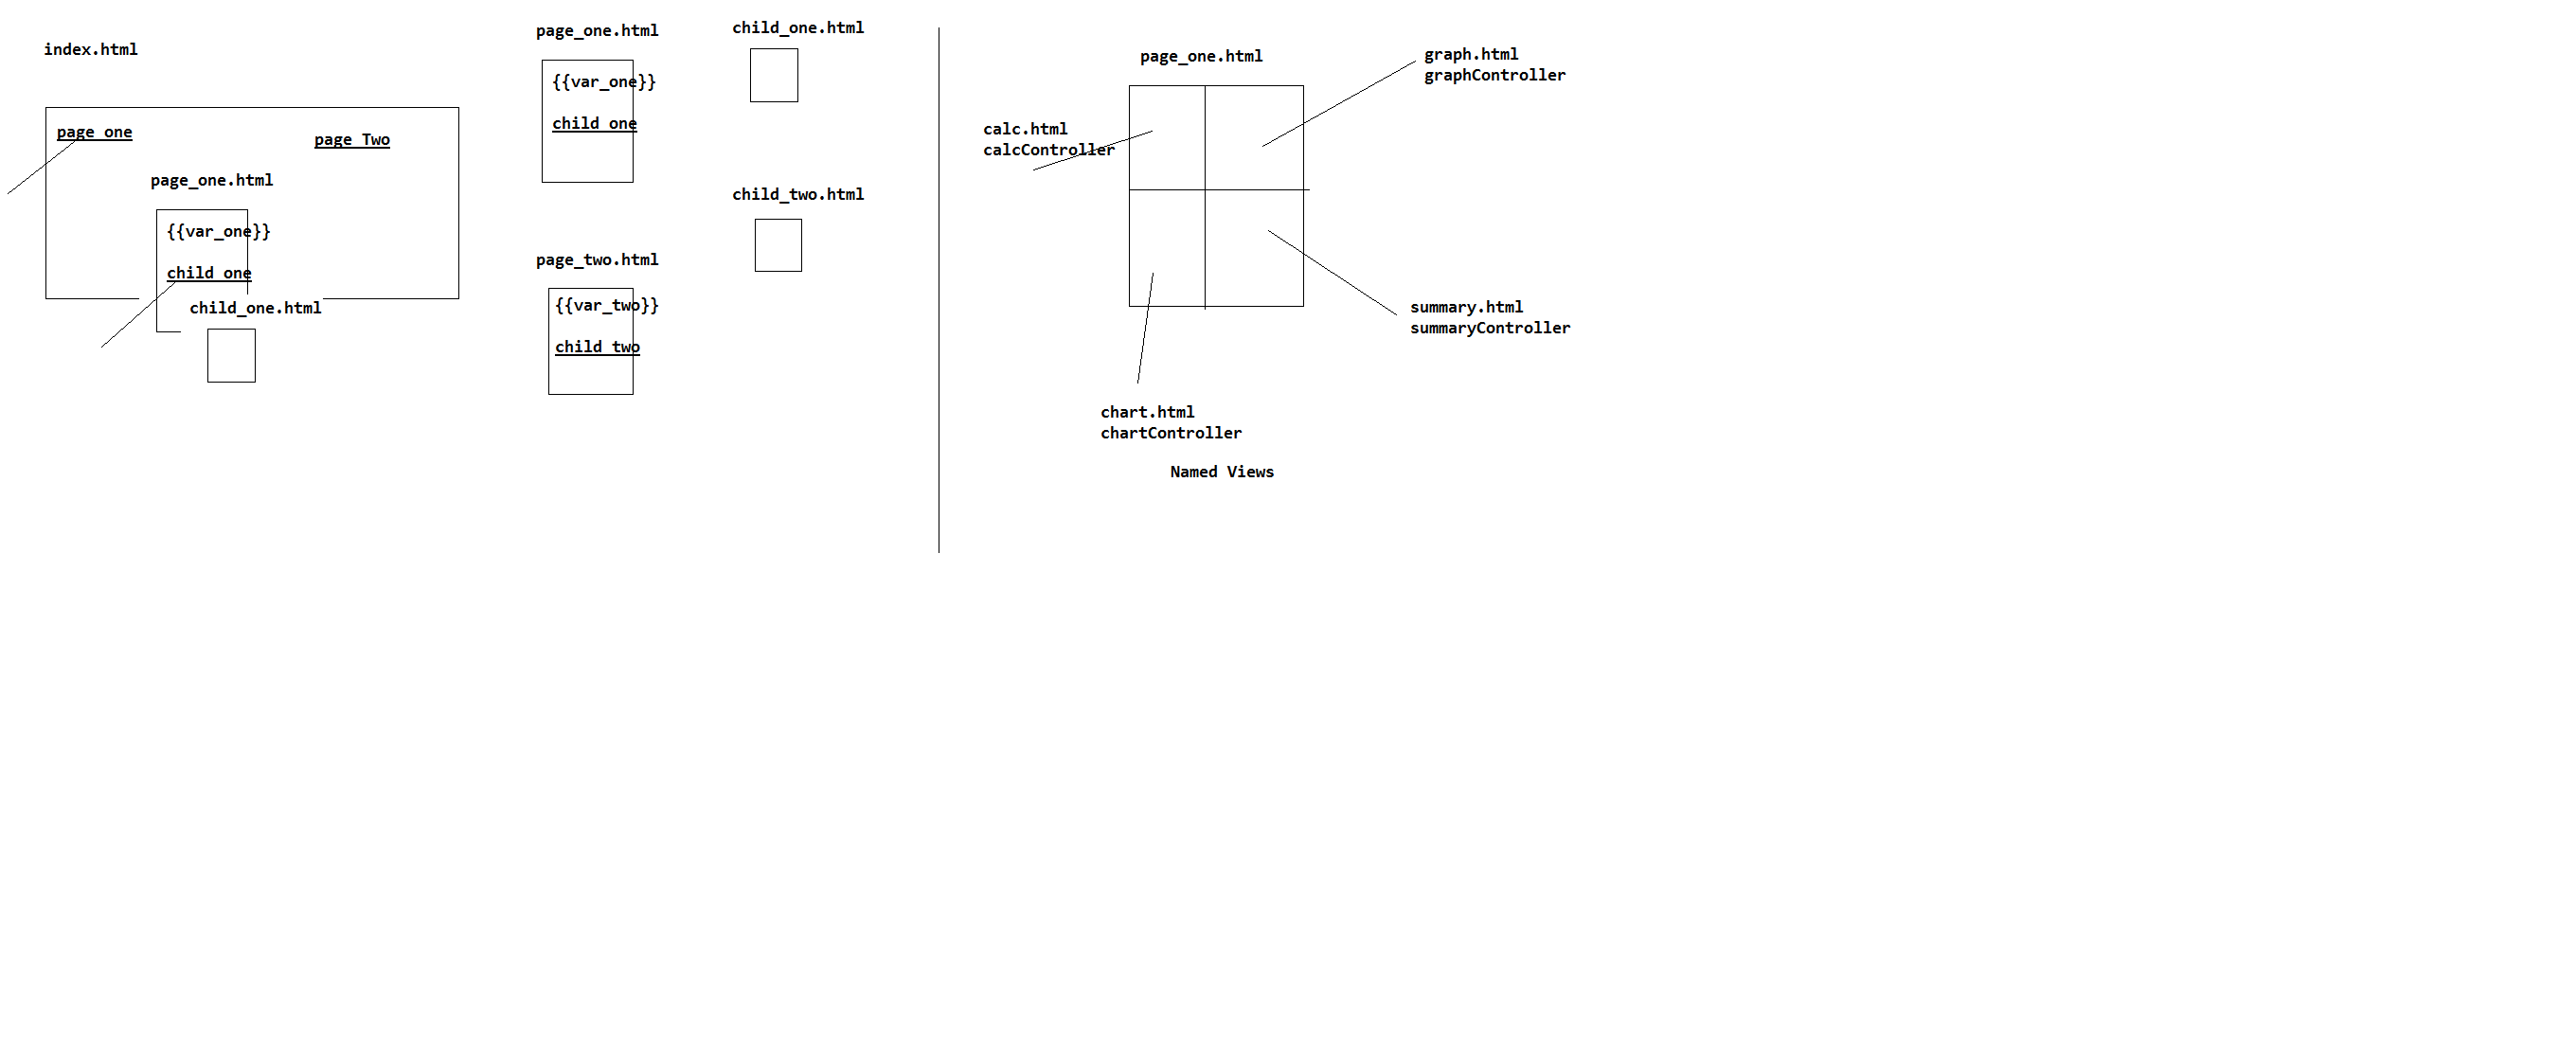 index.html
page one
page Two
page_one.html
{{var_one}}
child one
child_one.html
page_one.html
{{var_one}}
child one
page_two.html
{{var_two}}
child two
child_one.html
child_two.html
page_one.html
calc.html
calcController
graph.html
graphController
summary.html
summaryController
chart.html
chartController
Named Views